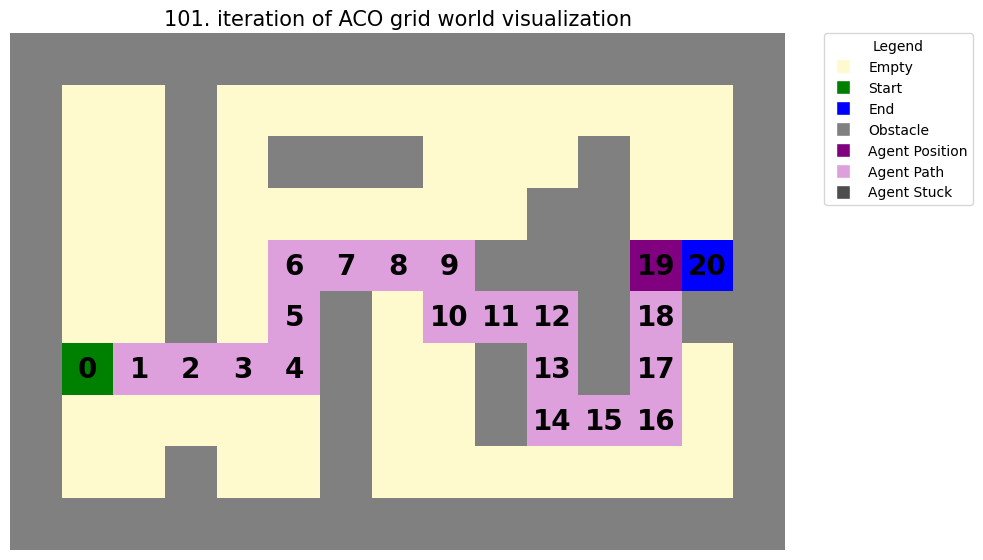 101. iteration of ACO grid world visualization
Legend
Empty
Start
End
Obstacle
Agent Position
Agent Path
Agent Stuck
6 7 8 9 19 20
5 10 11 12 18
0 1 2 3 4 13 17
14 15 16